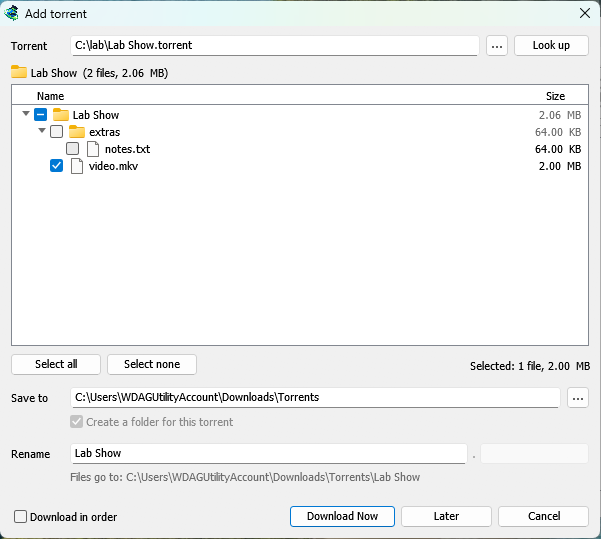 Add torrent
Torrent C:\lab\Lab Show.torrent ... Look up
Lab Show (2 files, 2.06 MB)
Name Size
Lab Show 2.06 MB
extras 64.00 KB
notes.txt 64.00 KB
video.mkv 2.00 MB
Select all Select none Selected: 1 file, 2.00 MB
Save to C:\Users\WDAGUtilityAccount\Downloads\Torrents ...
Create a folder for this torrent
Rename Lab Show .
Files go to: C:\Users\WDAGUtilityAccount\Downloads\Torrents\Lab Show
Download in order Download Now Later Cancel